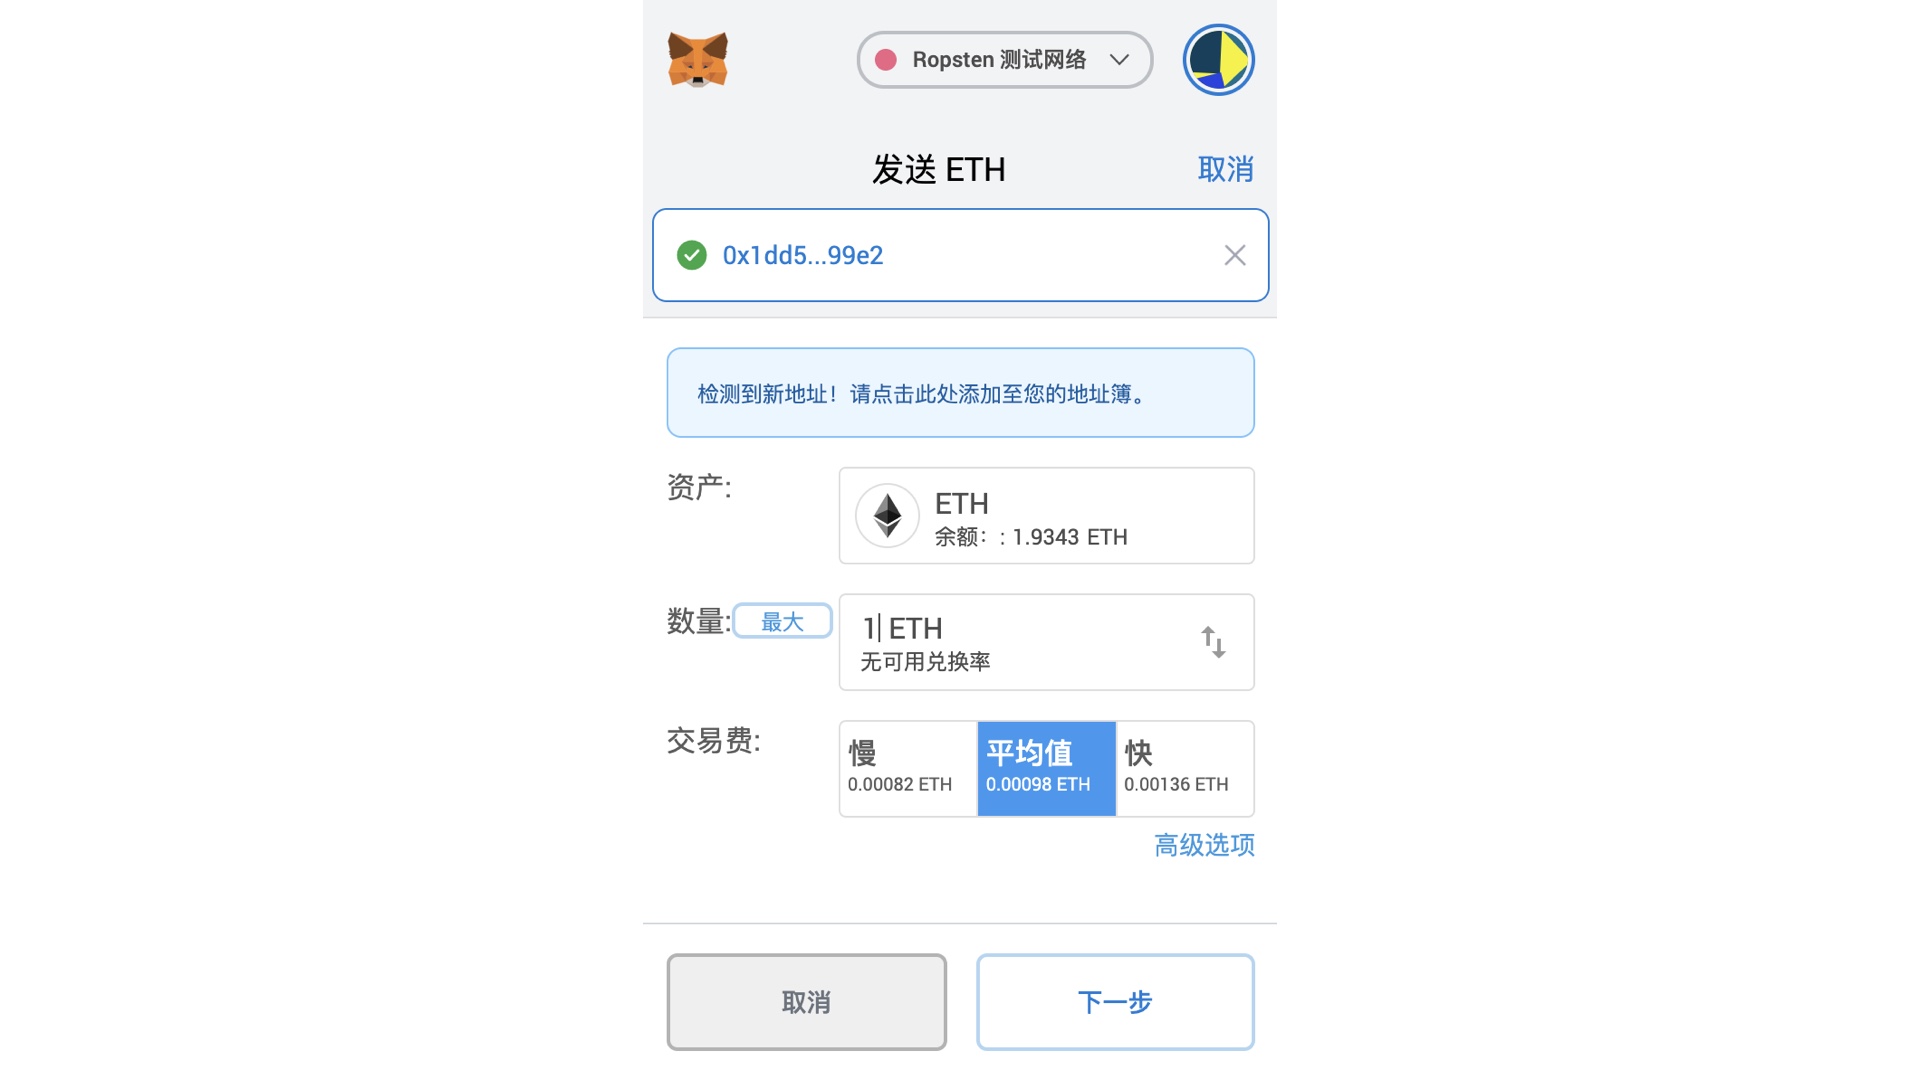 Ropsten 测试网络
发送 ETH
取消
0x1dd5...99e2
检测到新地址！请点击此处添加至您的地址簿。
资产:
ETH
余额：: 1.9343 ETH
数量:
最大
1 ETH
无可用兑换率
交易费:
慢
0.00082 ETH
平均值
0.00098 ETH
快
0.00136 ETH
高级选项
取消
下一步